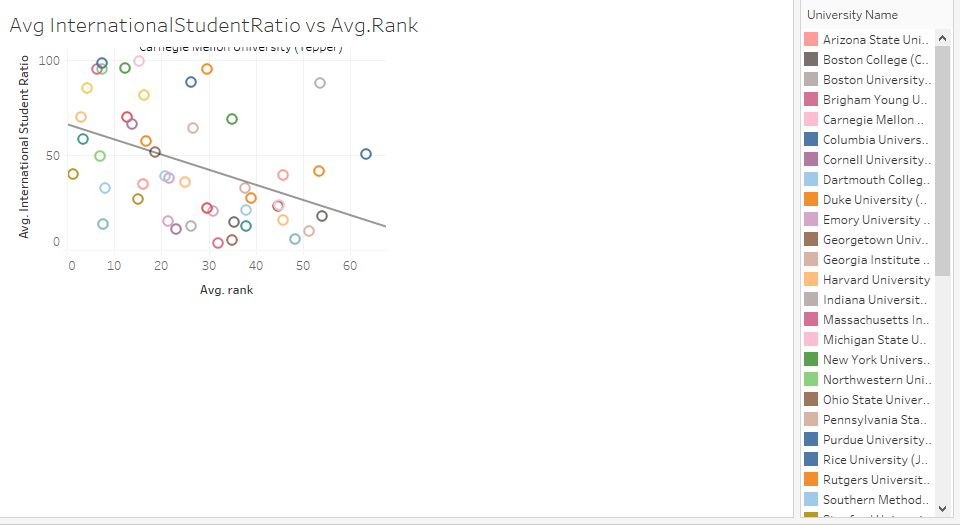 Avg InternationalStudentRatio vs Avg.Rank
Carnegie Mellon University (Tepper)
Avg. International Student Ratio
100
50
0
0 10 20 30 40 50 60
Avg. rank
University Name
Arizona State Uni..
Boston College (C..
Boston University..
Brigham Young U..
Carnegie Mellon ..
Columbia Univers..
Cornell University..
Dartmouth Colleg..
Duke University (..
Emory University ..
Georgetown Univ..
Georgia Institute ..
Harvard University
Indiana Universit..
Massachusetts In..
Michigan State U..
New York Univers..
Northwestern Uni..
Ohio State Univer..
Pennsylvania Sta..
Purdue University..
Rice University (J..
Rutgers Universit..
Southern Method..